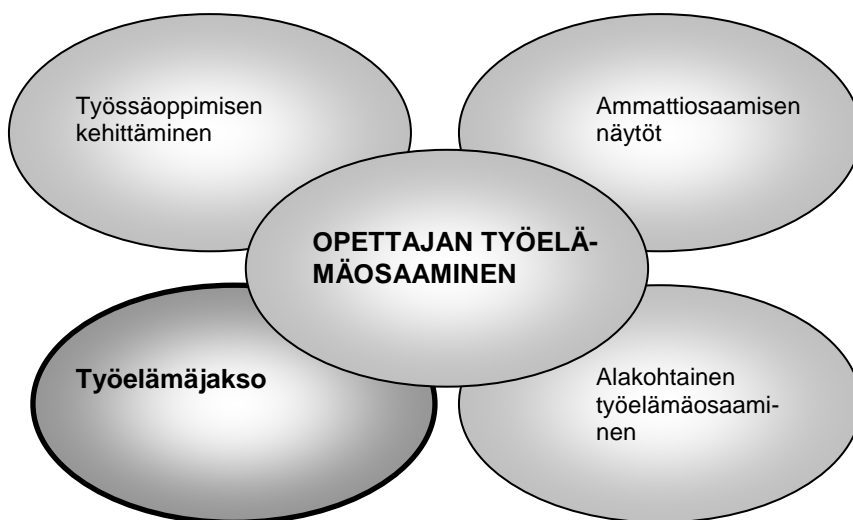 Työssäoppimisen
kehittäminen
Ammattiosaamisen
näytöt
OPETTAJAN TYÖELÄ-
MÄOSAAMINEN
Työelämäjakso
Alakohtainen
työelämäosaami-
nen